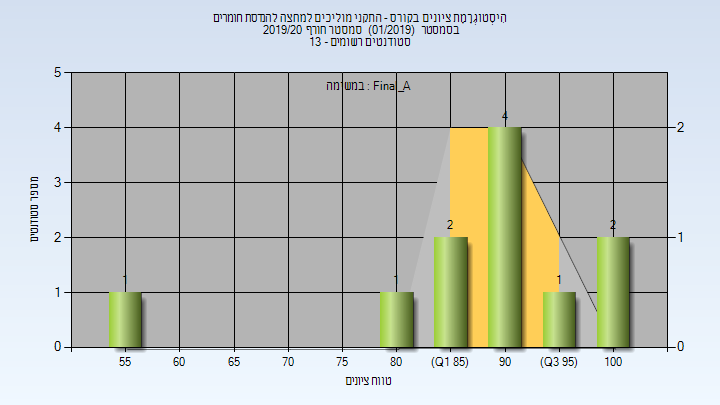 הִיסְטוֹגְרָמַת ציונים בקורס - התקני מוליכים למחצה להנדסת חומרים
בסמסטר (01/2019) סמסטר חורף 2019/20
סטודנטים רשומים - 13
במשימה : Final_A
מספר סטודנטים
5
4
3
2
1
0
2
1
0
1
1
2
4
1
2
55
60
65
70
75
80
(Q1 85)
90
(Q3 95)
100
טווח ציונים